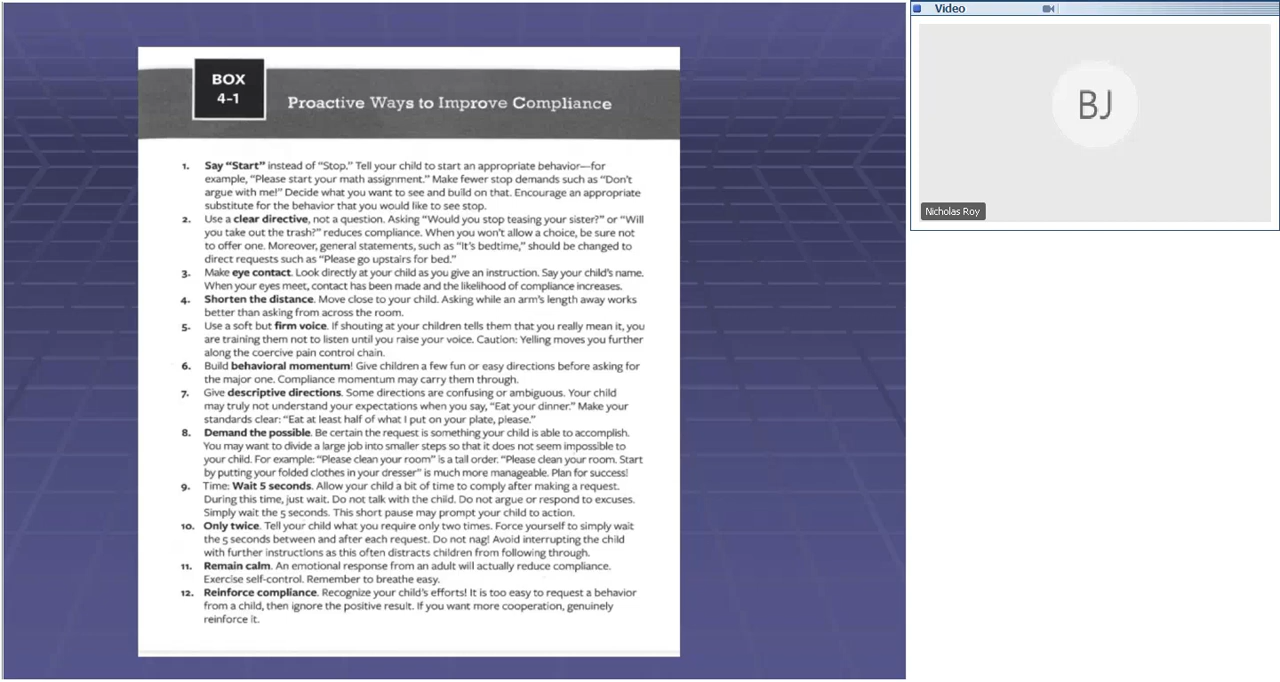 BOX
4-1
Proactive Ways to Improve Compliance
1. Say “Start” instead of “Stop.” Tell your child to start an appropriate behavior—for
example, “Please start your math assignment.” Make fewer stop demands such as “Don’t
argue with me!” Decide what you want to see and build on that. Encourage an appropriate
substitute for the behavior that you would like to see stop.
2. Use a clear directive, not a question. Asking “Would you stop teasing your sister?” or “Will
you take out the trash?” reduces compliance. When you won’t allow a choice, be sure not
to offer one. Moreover, general statements, such as “It’s bedtime,” should be changed to
direct requests such as “Please go upstairs for bed.”
3. Make eye contact. Look directly at your child as you give an instruction. Say your child’s name.
When your eyes meet, contact has been made and the likelihood of compliance increases.
4. Shorten the distance. Move close to your child. Asking while an arm’s length away works
better than asking from across the room.
5. Use a soft but firm voice. If shouting at your children tells them that you really mean it, you
are training them not to listen until you raise your voice. Caution: Yelling moves you further
along the coercive pain control chain.
6. Build behavioral momentum! Give children a few fun or easy directions before asking for
the major one. Compliance momentum may carry them through.
7. Give descriptive directions. Some directions are confusing or ambiguous. Your child
may truly not understand your expectations when you say, “Eat your dinner.” Make your
standards clear: “Eat at least half of what I put on your plate, please.”
8. Demand the possible. Be certain the request is something your child is able to accomplish.
You may want to divide a large job into smaller steps so that it does not seem impossible to
your child. For example: “Please clean your room” is a tall order. “Please clean your room. Start
by putting your folded clothes in your dresser” is much more manageable. Plan for success!
9. Time: Wait 5 seconds. Allow your child a bit of time to comply after making a request.
During this time, just wait. Do not talk with the child. Do not argue or respond to excuses.
Simply wait the 5 seconds. This short pause may prompt your child to action.
10. Only twice. Tell your child what you require only two times. Force yourself to simply wait
the 5 seconds between and after each request. Do not nag! Avoid interrupting the child
with further instructions as this often distracts children from following through.
11. Remain calm. An emotional response from an adult will actually reduce compliance.
Exercise self-control. Remember to breathe easy.
12. Reinforce compliance. Recognize your child’s efforts! It is too easy to request a behavior
from a child, then ignore the positive result. If you want more cooperation, genuinely
reinforce it.
Video
BJ
Nicholas Roy